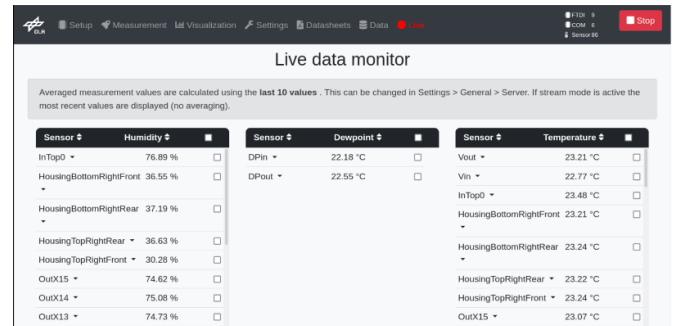 DLR
Setup Measurement Visualization Settings Datasheets Data Live
FTDI 9
COM 6
Sensor 86
Stop
Live data monitor
Averaged measurement values are calculated using the last 10 values . This can be changed in Settings > General > Server. If stream mode is active the
most recent values are displayed (no averaging).
Sensor Humidity
InTop0 76.89 %
HousingBottomRightFront 36.55 %
HousingBottomRightRear 37.19 %
HousingTopRightRear 36.63 %
HousingTopRightFront 30.28 %
OutX15 74.62 %
OutX14 75.08 %
OutX13 74.73 %
Sensor Dewpoint
DPin 22.18 °C
DPout 22.55 °C
Sensor Temperature
Vout 23.21 °C
Vin 22.77 °C
InTop0 23.48 °C
HousingBottomRightFront 23.21 °C
HousingBottomRightRear 23.24 °C
HousingTopRightRear 23.22 °C
HousingTopRightFront 23.24 °C
OutX15 23.07 °C